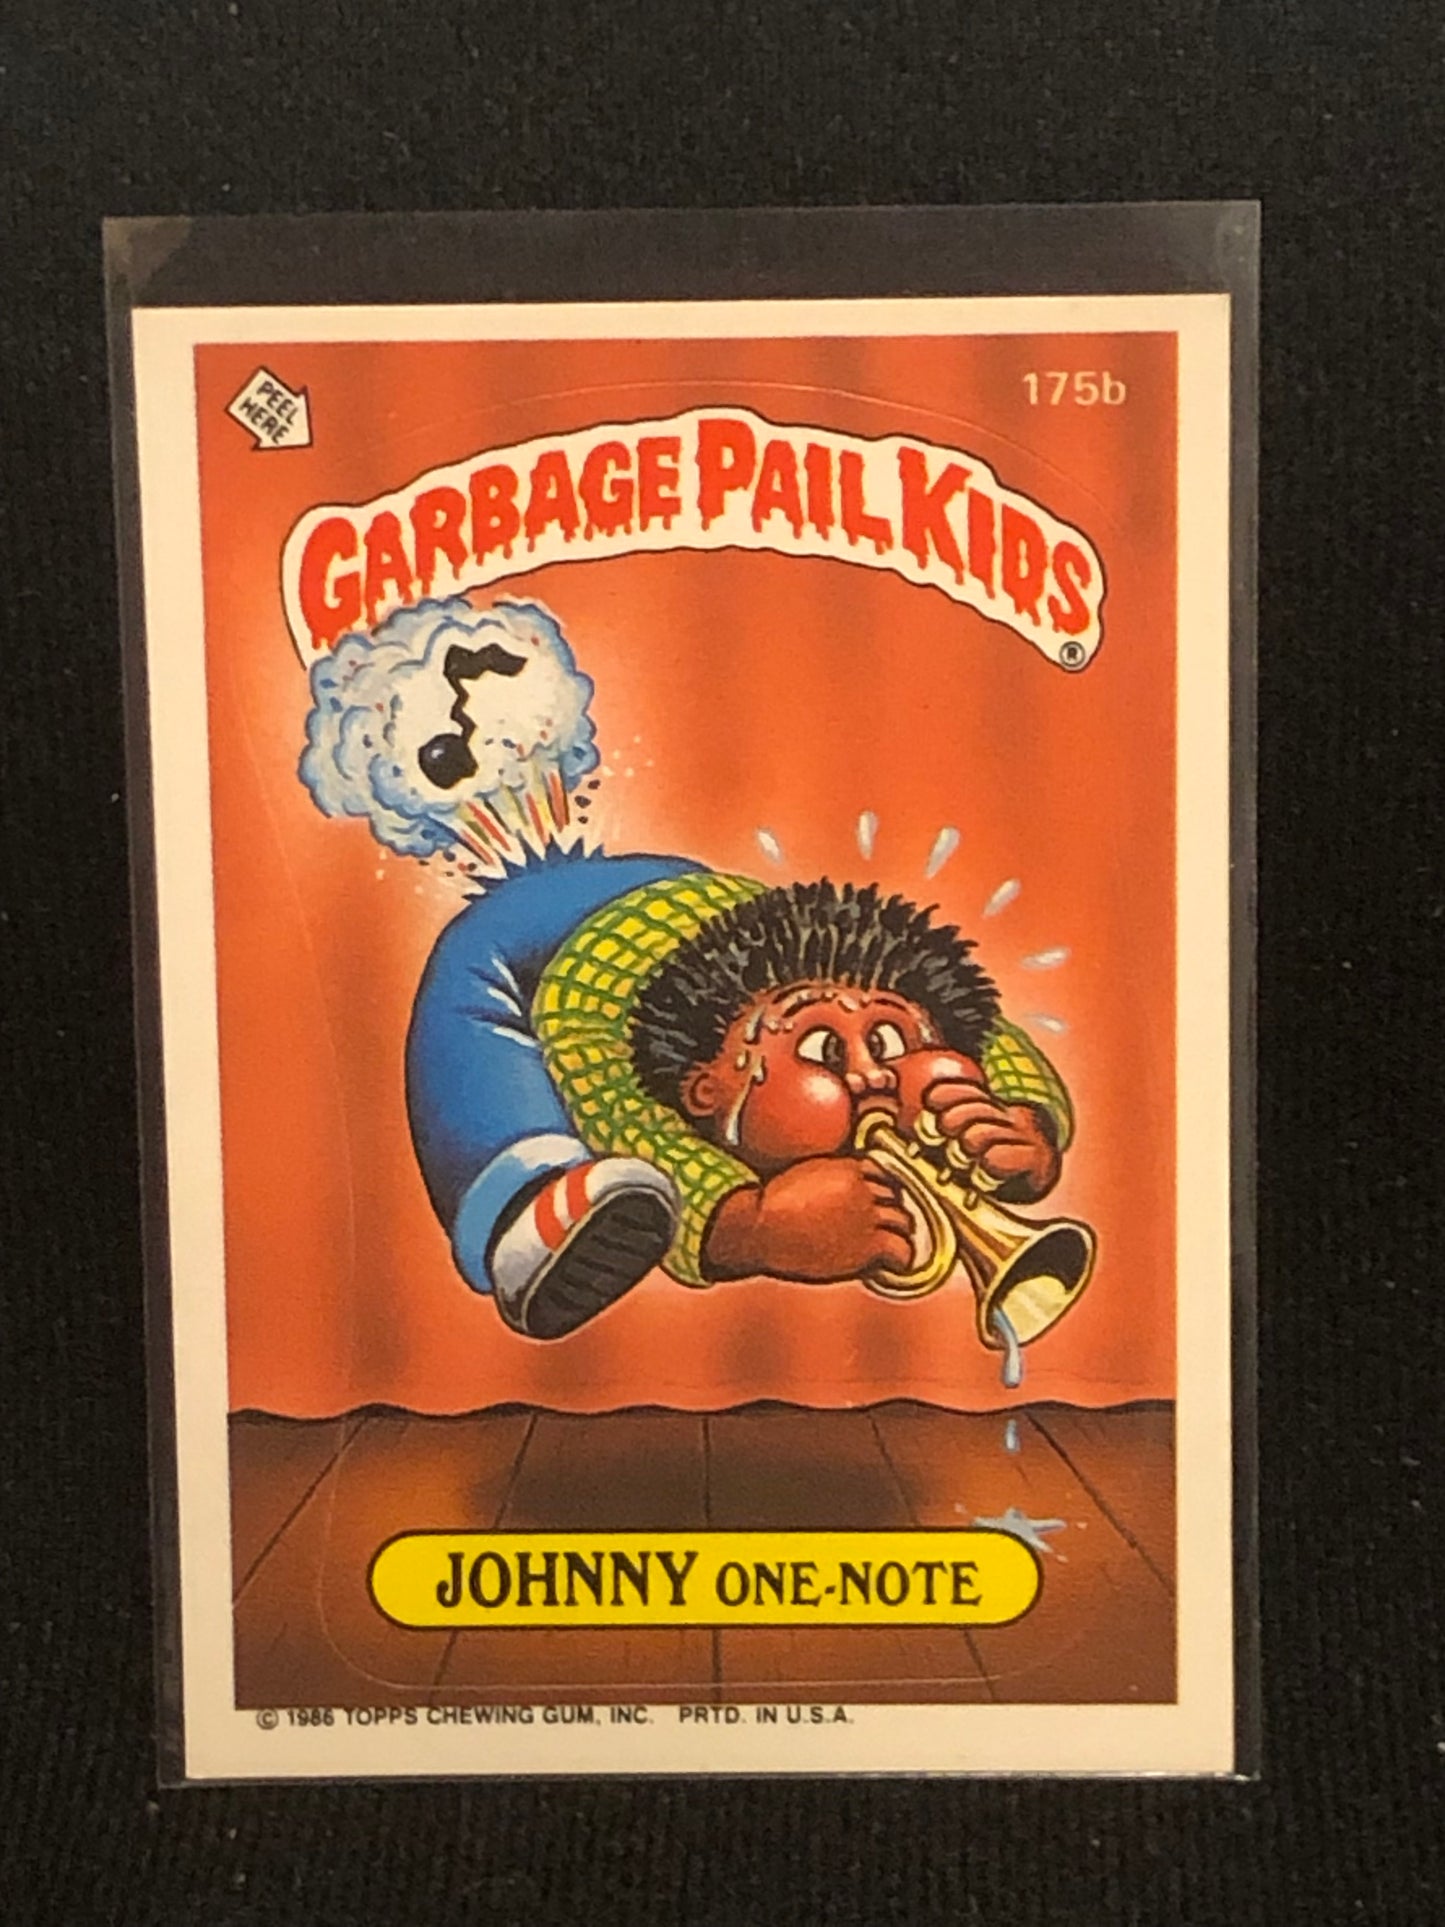 PEEL
HERE
175b
GARBAGE PAIL KIDS
®
JOHNNY ONE-NOTE
© 1986 TOPPS CHEWING GUM, INC. PRTD. IN U.S.A.